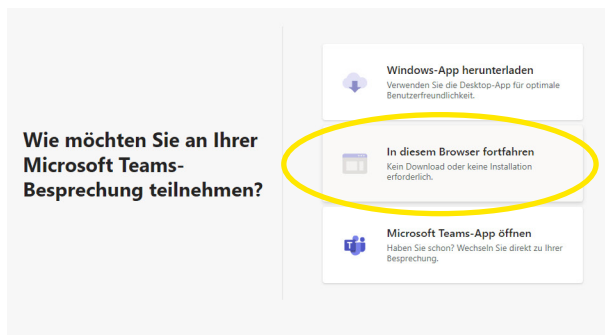 Wie möchten Sie an Ihrer
Microsoft Teams-
Besprechung teilnehmen?
Windows-App herunterladen
Verwenden Sie die Desktop-App für optimale
Benutzerfreundlichkeit.
In diesem Browser fortfahren
Kein Download oder keine Installation
erforderlich.
Microsoft Teams-App öffnen
Haben Sie schon? Wechseln Sie direkt zu Ihrer
Besprechung.